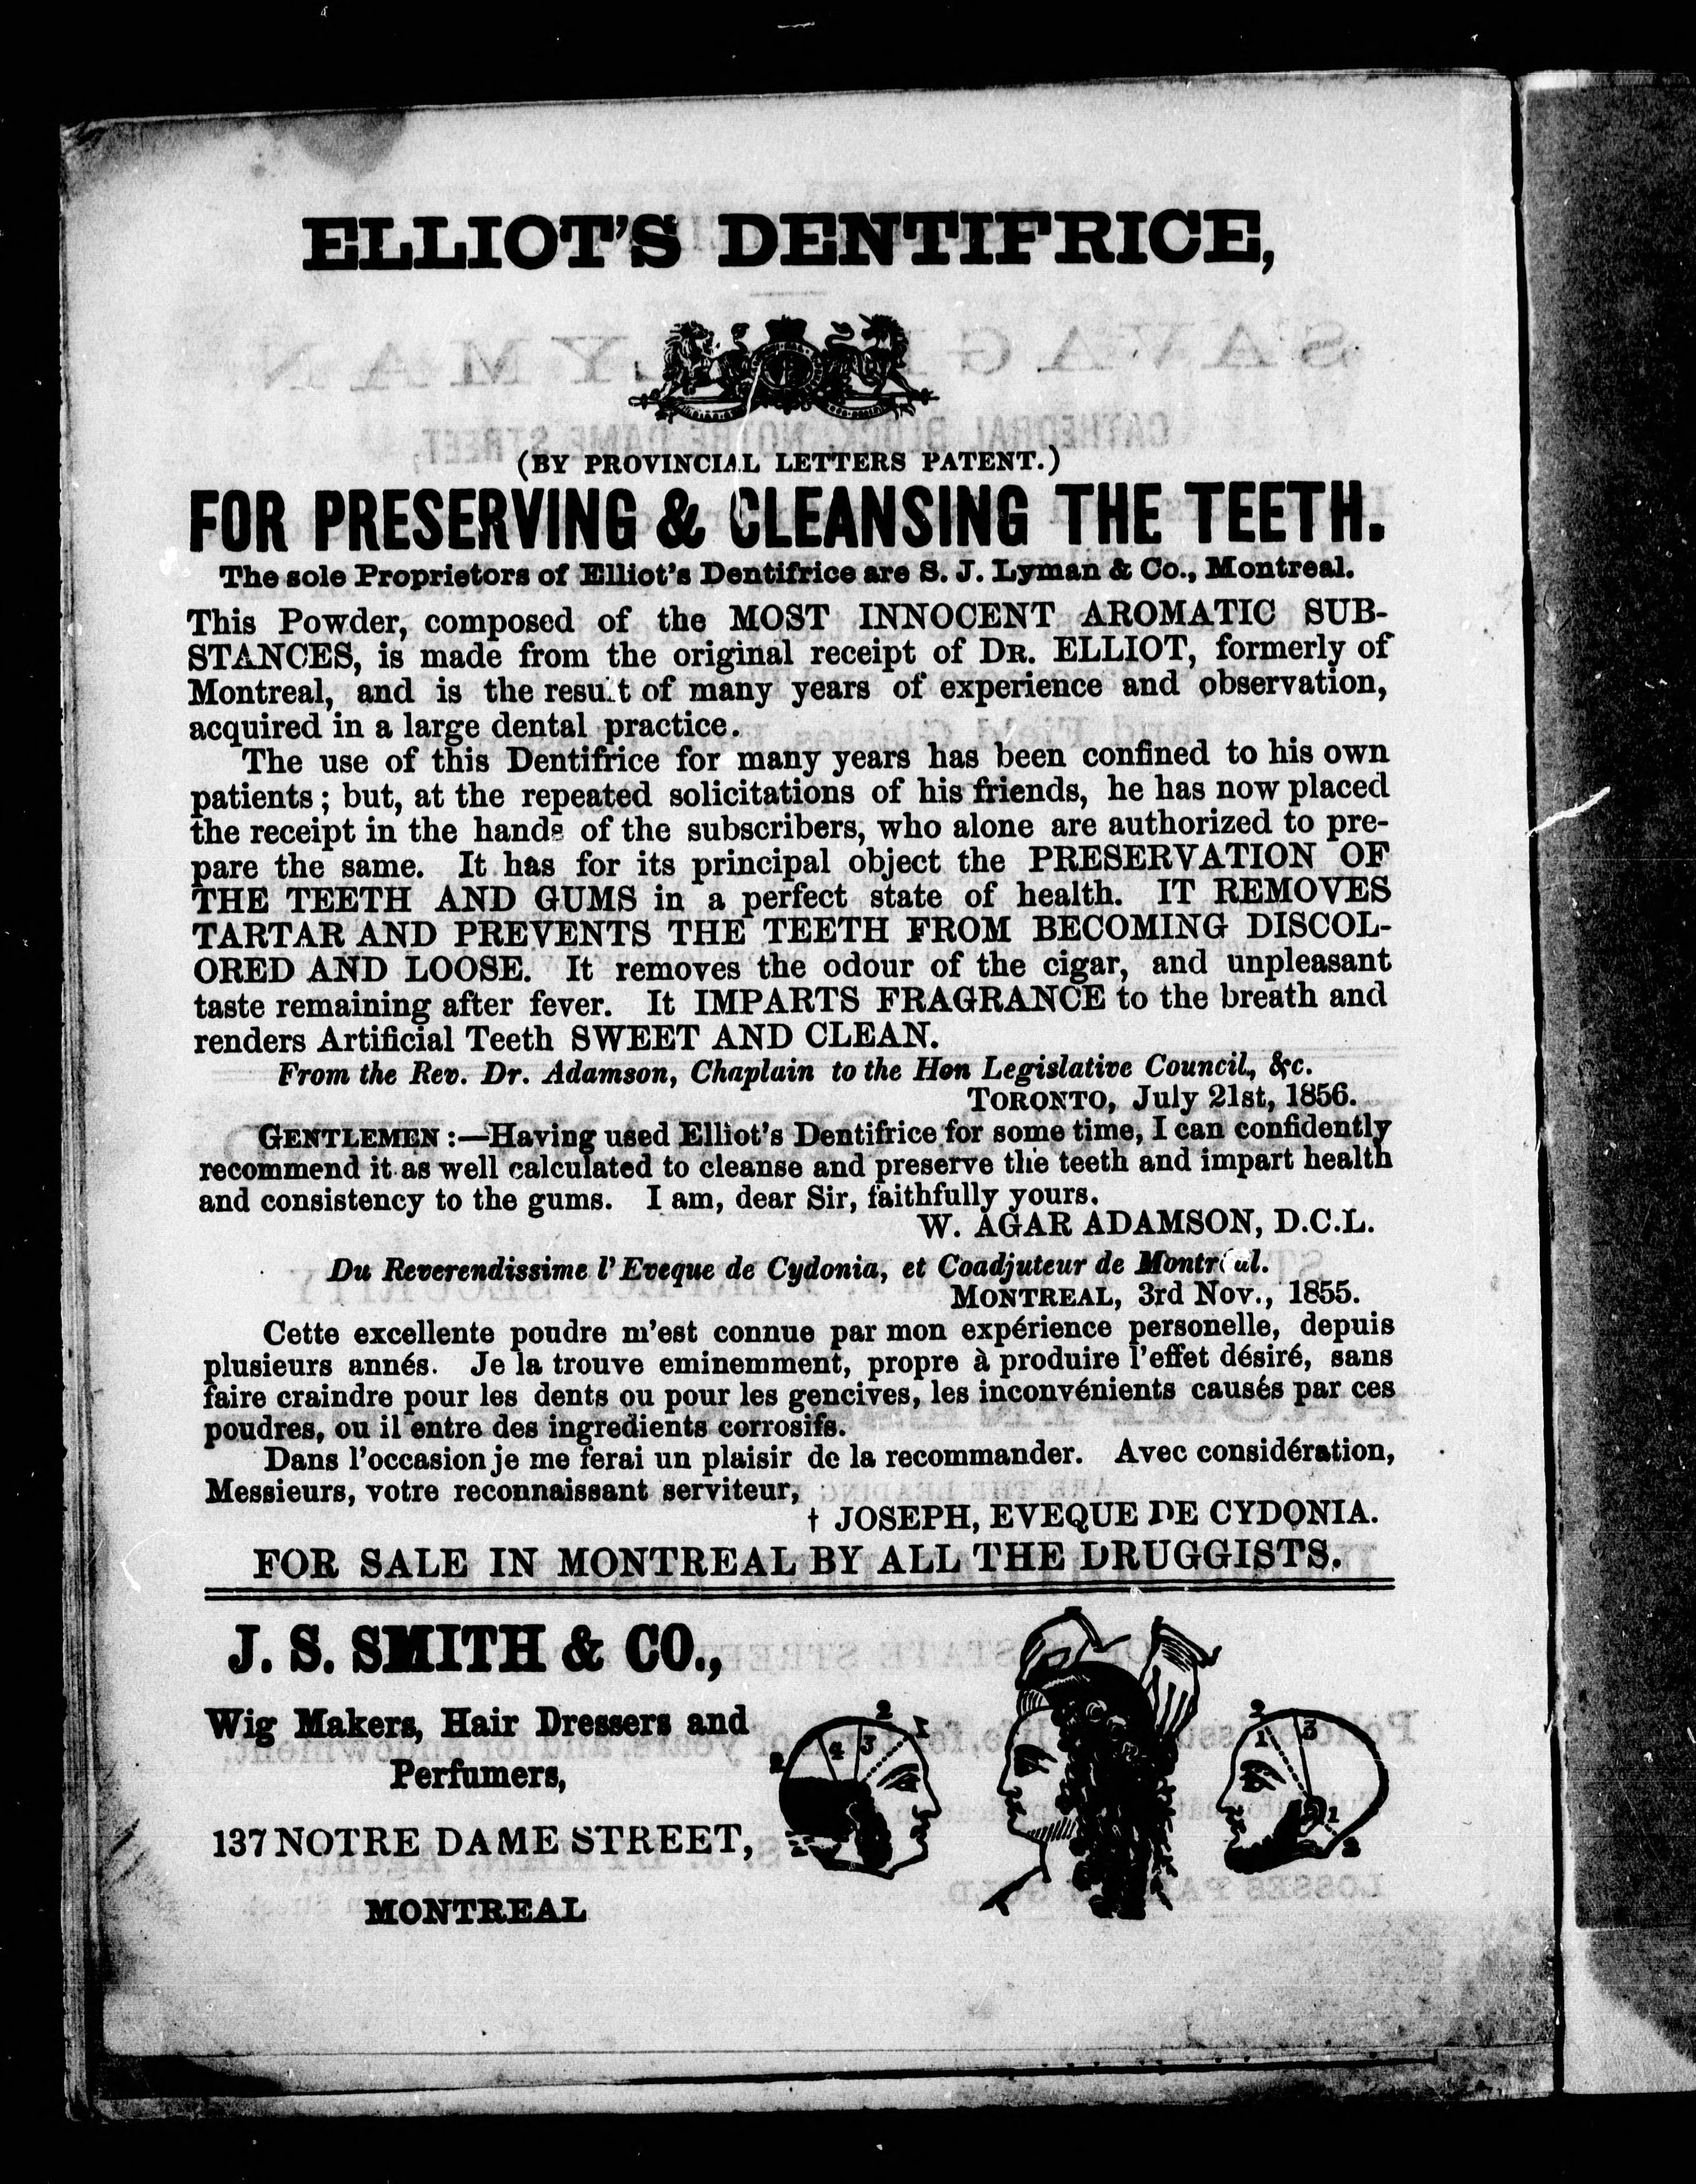 ELLIOT'S DENTIFRICE,
(BY PROVINCIAL LETTERS PATENT.)
FOR PRESERVING & CLEANSING THE TEETH.
The sole Proprietors of Elliot's Dentifrice are S. J. Lyman & Co., Montreal.
This Powder, composed of the MOST INNOCENT AROMATIC SUB-
STANCES, is made from the original receipt of DR. ELLIOT, formerly of
Montreal, and is the result of many years of experience and observation,
acquired in a large dental practice.
The use of this Dentifrice for many years has been confined to his own
patients; but, at the repeated solicitations of his friends, he has now placed
the receipt in the hands of the subscribers, who alone are authorized to pre-
pare the same. It has for its principal object the PRESERVATION OF
THE TEETH AND GUMS in a perfect state of health. IT REMOVES
TARTAR AND PREVENTS THE TEETH FROM BECOMING DISCOL-
ORED AND LOOSE. It removes the odour of the cigar, and unpleasant
taste remaining after fever. It IMPARTS FRAGRANCE to the breath and
renders Artificial Teeth SWEET AND CLEAN.
From the Rev. Dr. Adamson, Chaplain to the Hon Legislative Council, &c.
TORONTO, July 21st, 1856.
GENTLEMEN:—Having used Elliot's Dentifrice for some time, I can confidently
recommend it as well calculated to cleanse and preserve the teeth and impart health
and consistency to the gums. I am, dear Sir, faithfully yours.
W. AGAR ADAMSON, D.C.L.
Du Reverendissime l'Eveque de Cydonia, et Coadjuteur de Montréal.
MONTREAL, 3rd Nov., 1855.
Cette excellente poudre m'est connue par mon expérience personelle, depuis
plusieurs annés. Je la trouve eminemment, propre à produire l'effet désiré, sans
faire craindre pour les dents ou pour les gencives, les inconvénients causés par ces
poudres, ou il entre des ingredients corrosifs.
Dans l'occasion je me ferai un plaisir de la recommander. Avec considération,
Messieurs, votre reconnaissant serviteur,
† JOSEPH, EVEQUE DE CYDONIA.
FOR SALE IN MONTREAL BY ALL THE DRUGGISTS.
J. S. SMITH & CO.,
Wig Makers, Hair Dressers and
Perfumers,
137 NOTRE DAME STREET,
MONTREAL
2 4 3 2 1
2 1 3 1 2